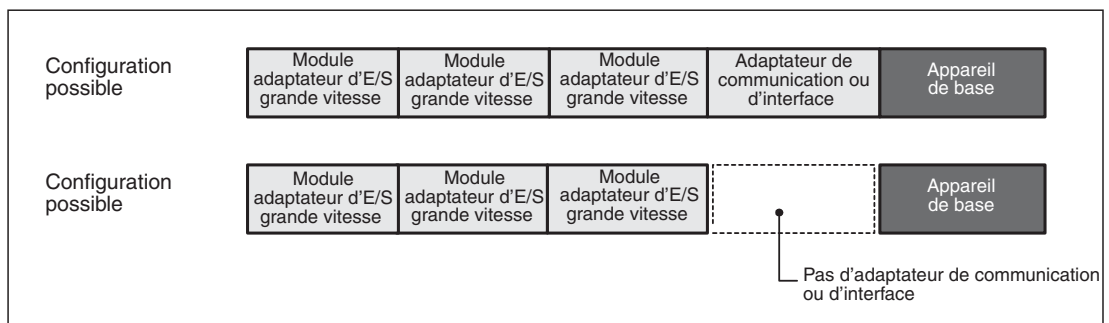 Configuration
possible
Module
adaptateur d'E/S
grande vitesse
Module
adaptateur d'E/S
grande vitesse
Module
adaptateur d'E/S
grande vitesse
Adaptateur de
communication ou
d'interface
Appareil
de base
Configuration
possible
Module
adaptateur d'E/S
grande vitesse
Module
adaptateur d'E/S
grande vitesse
Module
adaptateur d'E/S
grande vitesse
Appareil
de base
Pas d'adaptateur de communication
ou d'interface